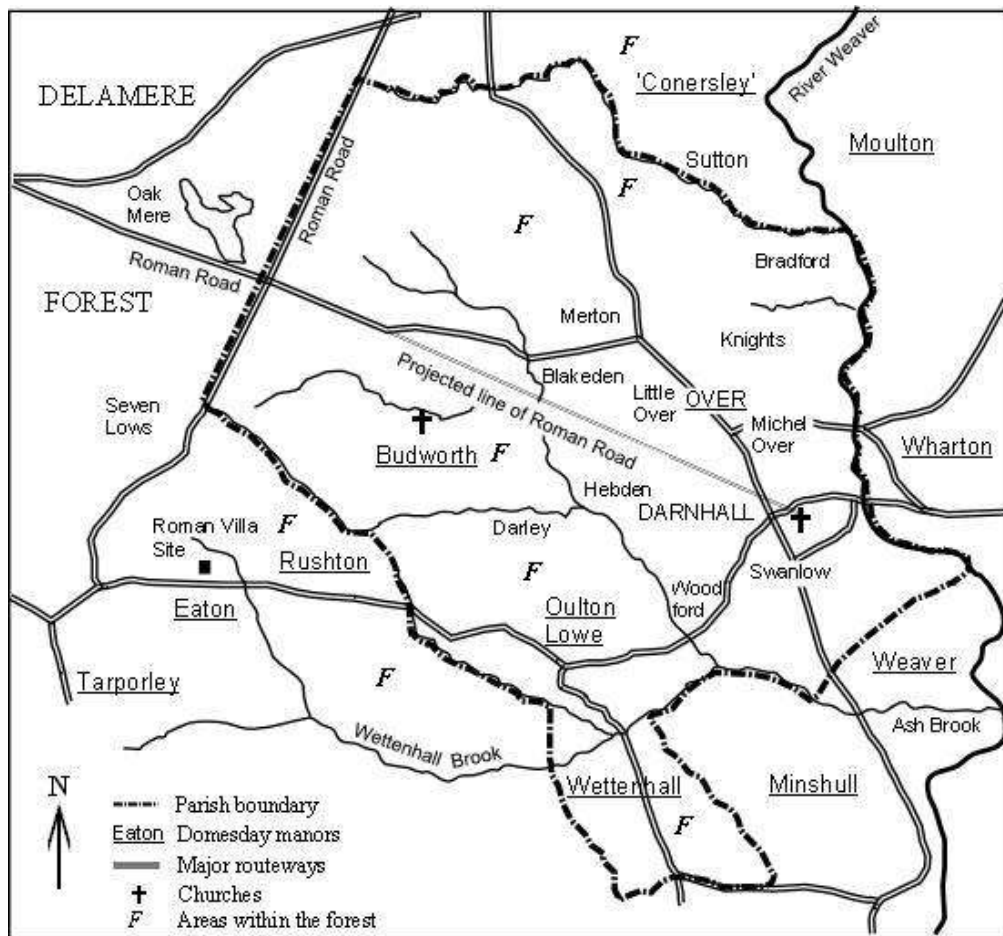 F
'Conersley'
River Weaver
DELAMERE
Moulton
Sutton
Roman Road
Oak
Mere
F
F
Bradford
Roman Road
FOREST
Merton
Knights
Projected line of Roman Road
Blakeden
Little
Over
OVER
Seven
Lows
Michel
Over
Wharton
Budworth
F
Hebden
DARNHALL
F
Roman Villa
Site
Darley
Rushton
F
Swanlow
Wood
ford
Eaton
Oulton
Lowe
Weaver
Tarporley
F
Ash Brook
Wettenhall Brook
Wettenhall
Minshull
N
F
Parish boundary
Eaton Domesday manors
Major routeways
Churches
F Areas within the forest